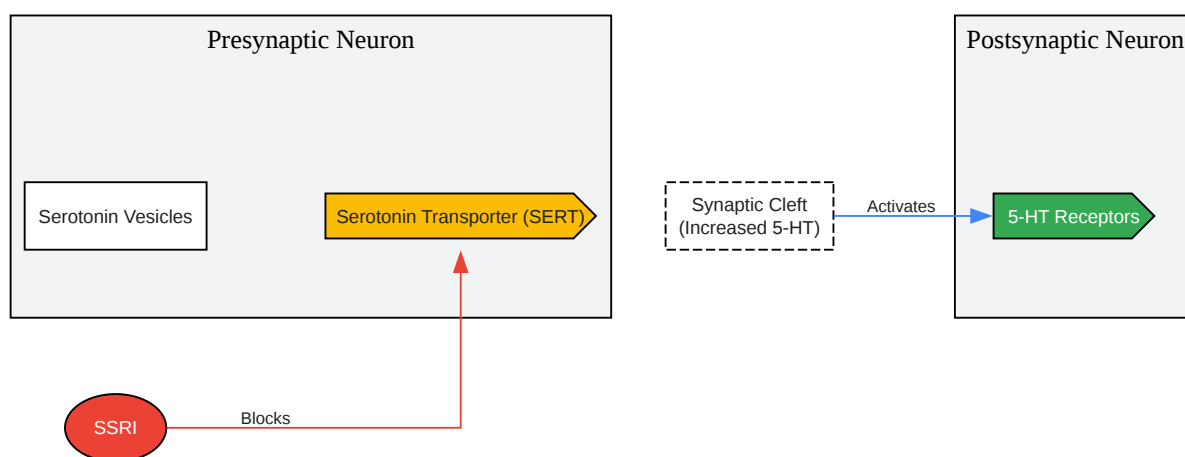 Presynaptic Neuron
Postsynaptic Neuron
Serotonin Vesicles
Serotonin Transporter (SERT)
Synaptic Cleft
(Increased 5-HT)
Activates
5-HT Receptors
SSRI
Blocks